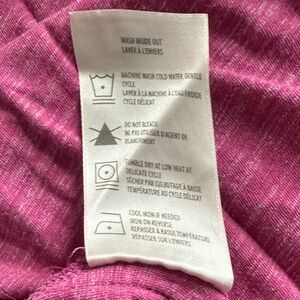 WASH INSIDE OUT
LAVER À L'ENVERS
MACHINE WASH COLD WATER, GENTLE
CYCLE
LAVER À LA MACHINE À L'EAU FROIDE
CYCLE DÉLICAT
DO NOT BLEACH
NE PAS UTILISER D'AGENT DE
BLANCHIMENT
TUMBLE DRY AT LOW HEAT AT
DELICATE CYCLE
SÉCHER PAR CULBUTAGE À BASSE
TEMPÉRATURE AU CYCLE DÉLICAT
COOL IRON IF NEEDED
IRON ON REVERSE
REPASSER À BASSE TEMPÉRATURE,
REPASSER SUR L'ENVERS